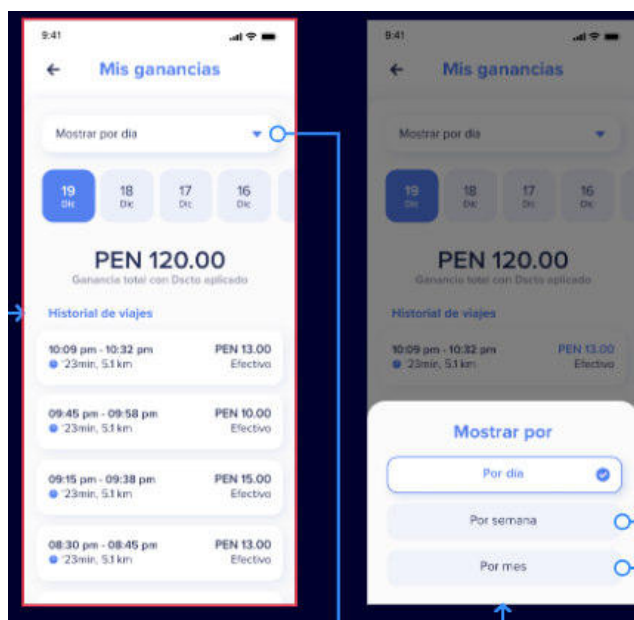 9:41
Mis ganancias
Mostrar por dia
19 Dic
18 Dic
17 Dic
16 Dic
PEN 120.00
Ganancia total con Dscto aplicado
Historial de viajes
10:09 pm - 10:32 pm PEN 13.00
'23min, 5.1 km Efectivo
09:45 pm - 09:58 pm PEN 10.00
'23min, 5.1 km Efectivo
09:15 pm - 09:38 pm PEN 15.00
'23min, 5.1 km Efectivo
08:30 pm - 08:45 pm PEN 13.00
'23min, 5.1 km Efectivo
9:41
Mis ganancias
Mostrar por dia
19 Dic
18 Dic
17 Dic
16 Dic
PEN 120.00
Ganancia total con Dscto aplicado
Historial de viajes
10:09 pm - 10:32 pm PEN 13.00
'23min, 5.1 km Efectivo
Mostrar por
Por dia
Por semana
Por mes